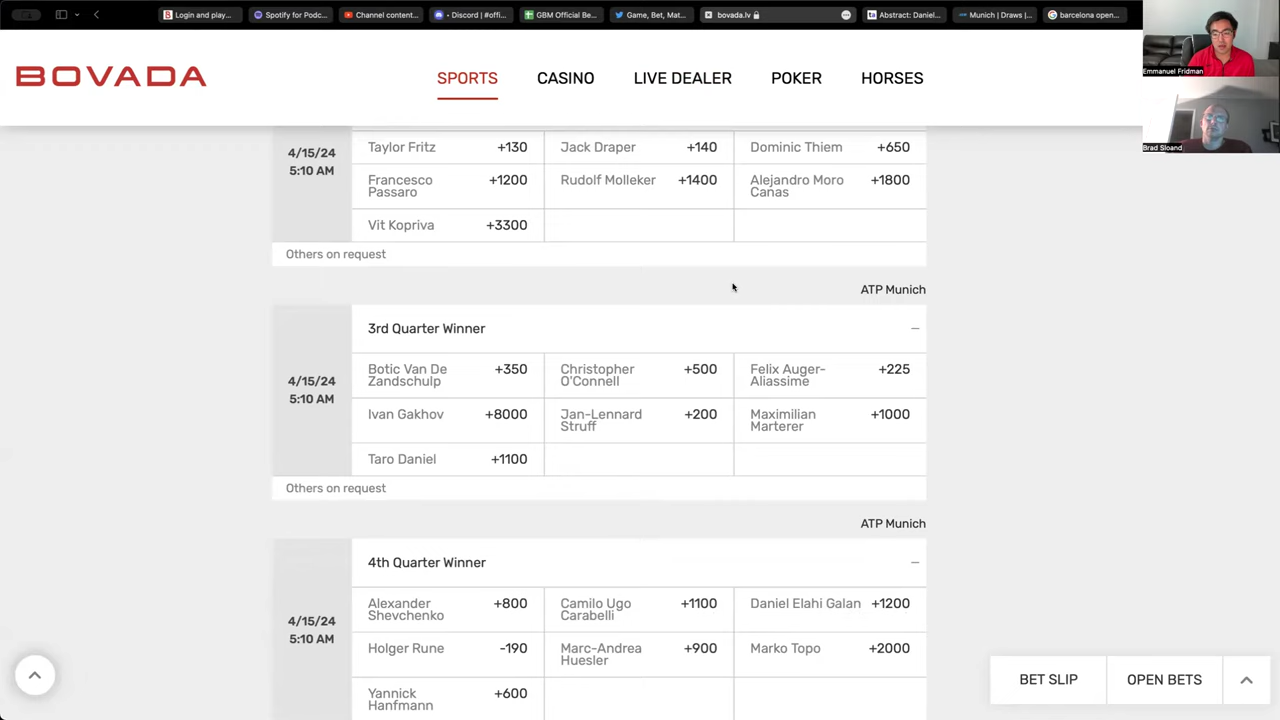 Login and play...
Spotify for Podc...
Channel content...
• Discord | #offi...
GBM Official Be...
Game, Bet, Mat...
bovada.lv
Abstract: Daniel...
Munich | Draws |...
barcelona open...
BOVADA
SPORTS
CASINO
LIVE DEALER
POKER
HORSES
Emmanuel Fridman
Brad Sloand
4/15/24
5:10 AM
Taylor Fritz +130
Jack Draper +140
Dominic Thiem +650
Francesco
Passaro +1200
Rudolf Molleker +1400
Alejandro Moro
Canas +1800
Vit Kopriva +3300
Others on request
ATP Munich
3rd Quarter Winner
4/15/24
5:10 AM
Botic Van De
Zandschulp +350
Christopher
O'Connell +500
Felix Auger-
Aliassime +225
Ivan Gakhov +8000
Jan-Lennard
Struff +200
Maximilian
Marterer +1000
Taro Daniel +1100
Others on request
ATP Munich
4th Quarter Winner
4/15/24
5:10 AM
Alexander
Shevchenko +800
Camilo Ugo
Carabelli +1100
Daniel Elahi Galan +1200
Holger Rune -190
Marc-Andrea
Huesler +900
Marko Topo +2000
Yannick
Hanfmann +600
BET SLIP
OPEN BETS